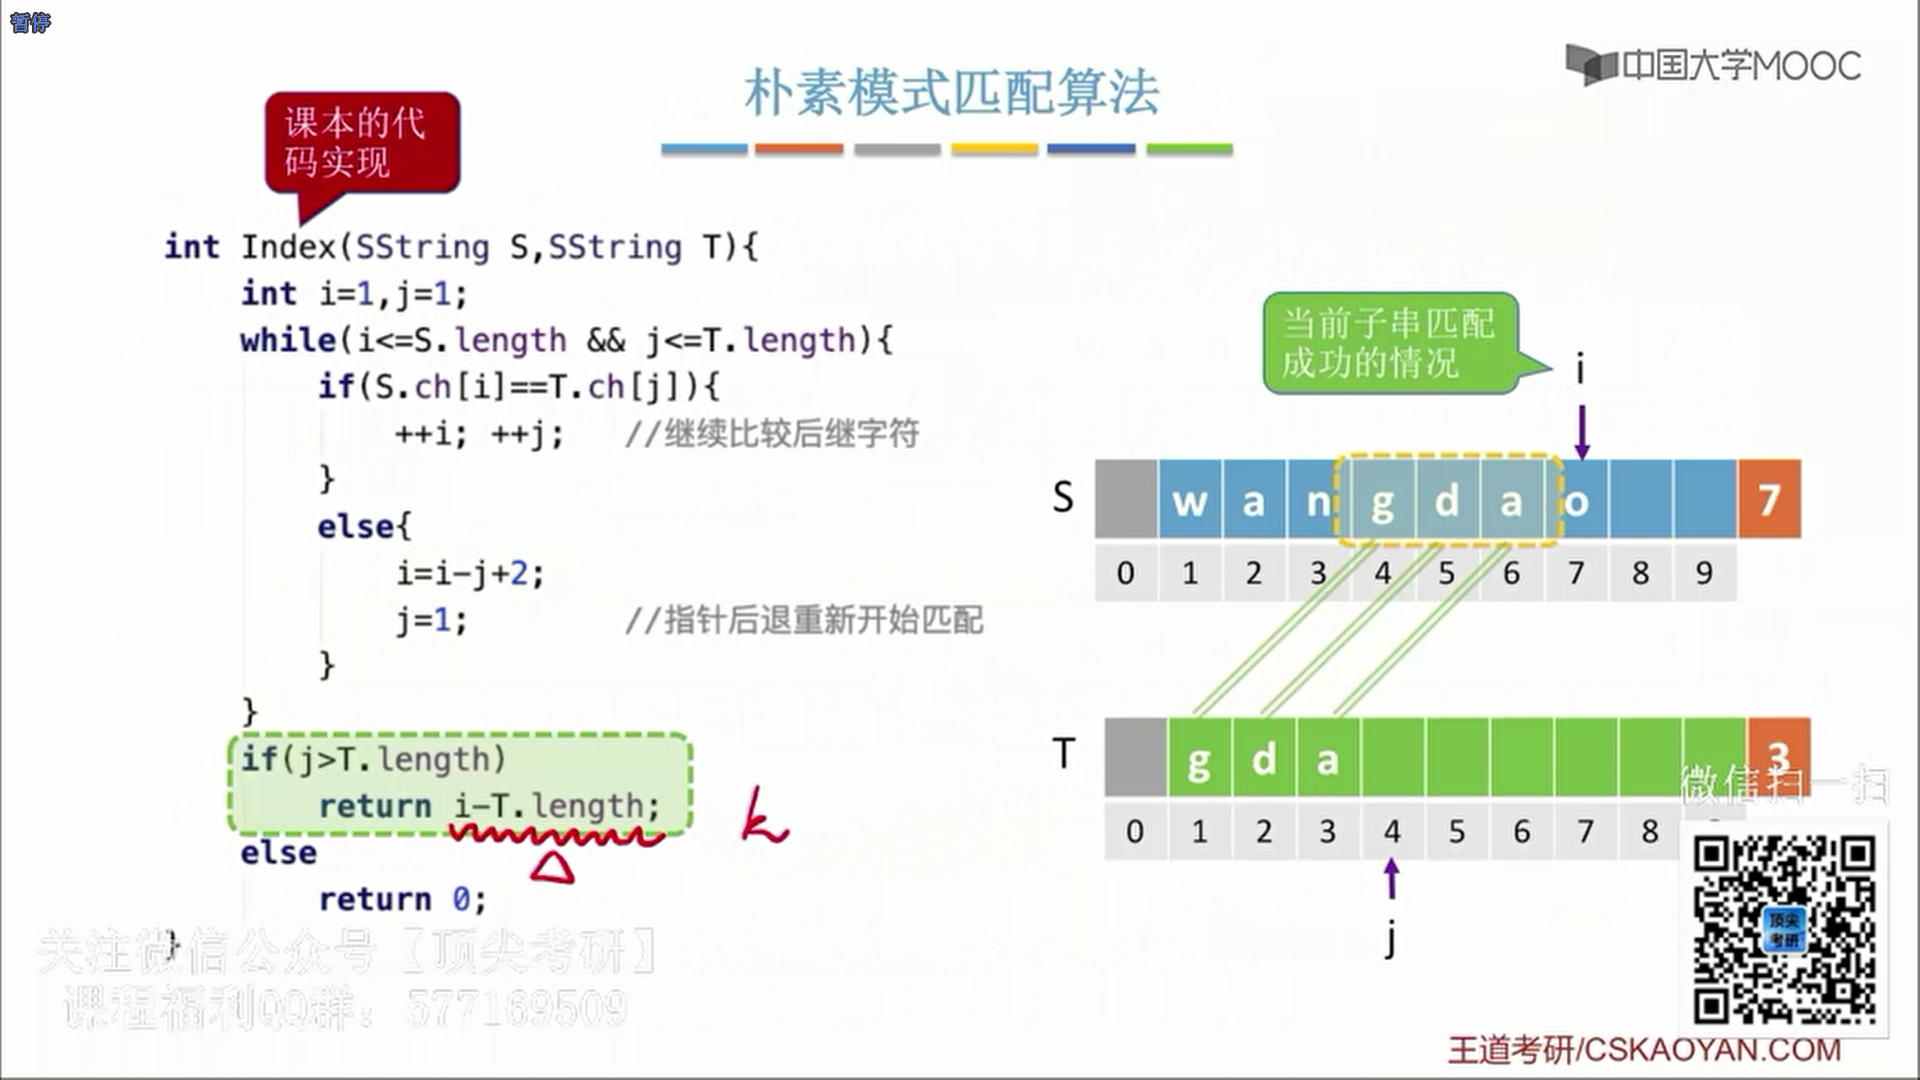 暂停
中国大学MOOC
朴素模式匹配算法
课本的代
码实现
int Index(SString S,SString T){
int i=1,j=1;
while(i<=S.length && j<=T.length){
if(S.ch[i]==T.ch[j]){
++i; ++j; //继续比较后继字符
}
else{
i=i-j+2;
j=1; //指针后退重新开始匹配
}
}
if(j>T.length)
return i-T.length;
else
return 0;
}
k
当前子串匹配
成功的情况
i
S w a n g d a o 7
0 1 2 3 4 5 6 7 8 9
T g d a 3
0 1 2 3 4 5 6 7 8
j
微信扫一扫
顶尖
考研
关注微信公众号【顶尖考研】
课程福利QQ群：577169509
王道考研/CSKAOYAN.COM